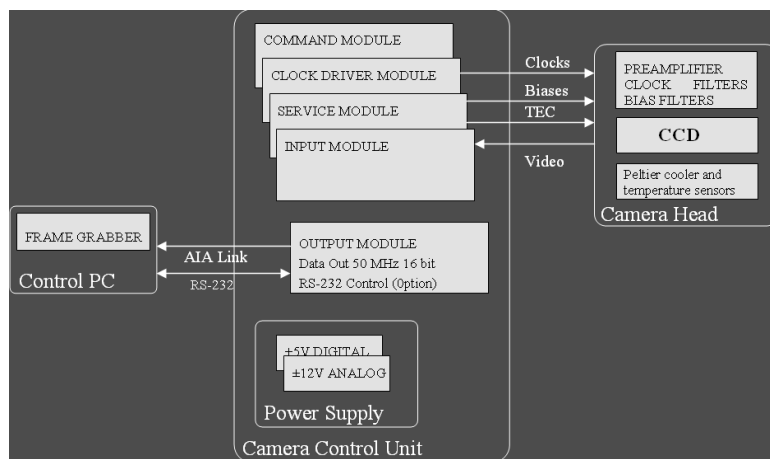 COMMAND MODULE
CLOCK DRIVER MODULE
SERVICE MODULE
INPUT MODULE
Clocks
Biases
TEC
Video
PREAMPLIFIER
CLOCK FILTERS
BIAS FILTERS
CCD
Peltier cooler and
temperature sensors
Camera Head
FRAME GRABBER
Control PC
AIA Link
RS-232
OUTPUT MODULE
Data Out 50 MHz 16 bit
RS-232 Control (Option)
±5V DIGITAL
±12V ANALOG
Power Supply
Camera Control Unit